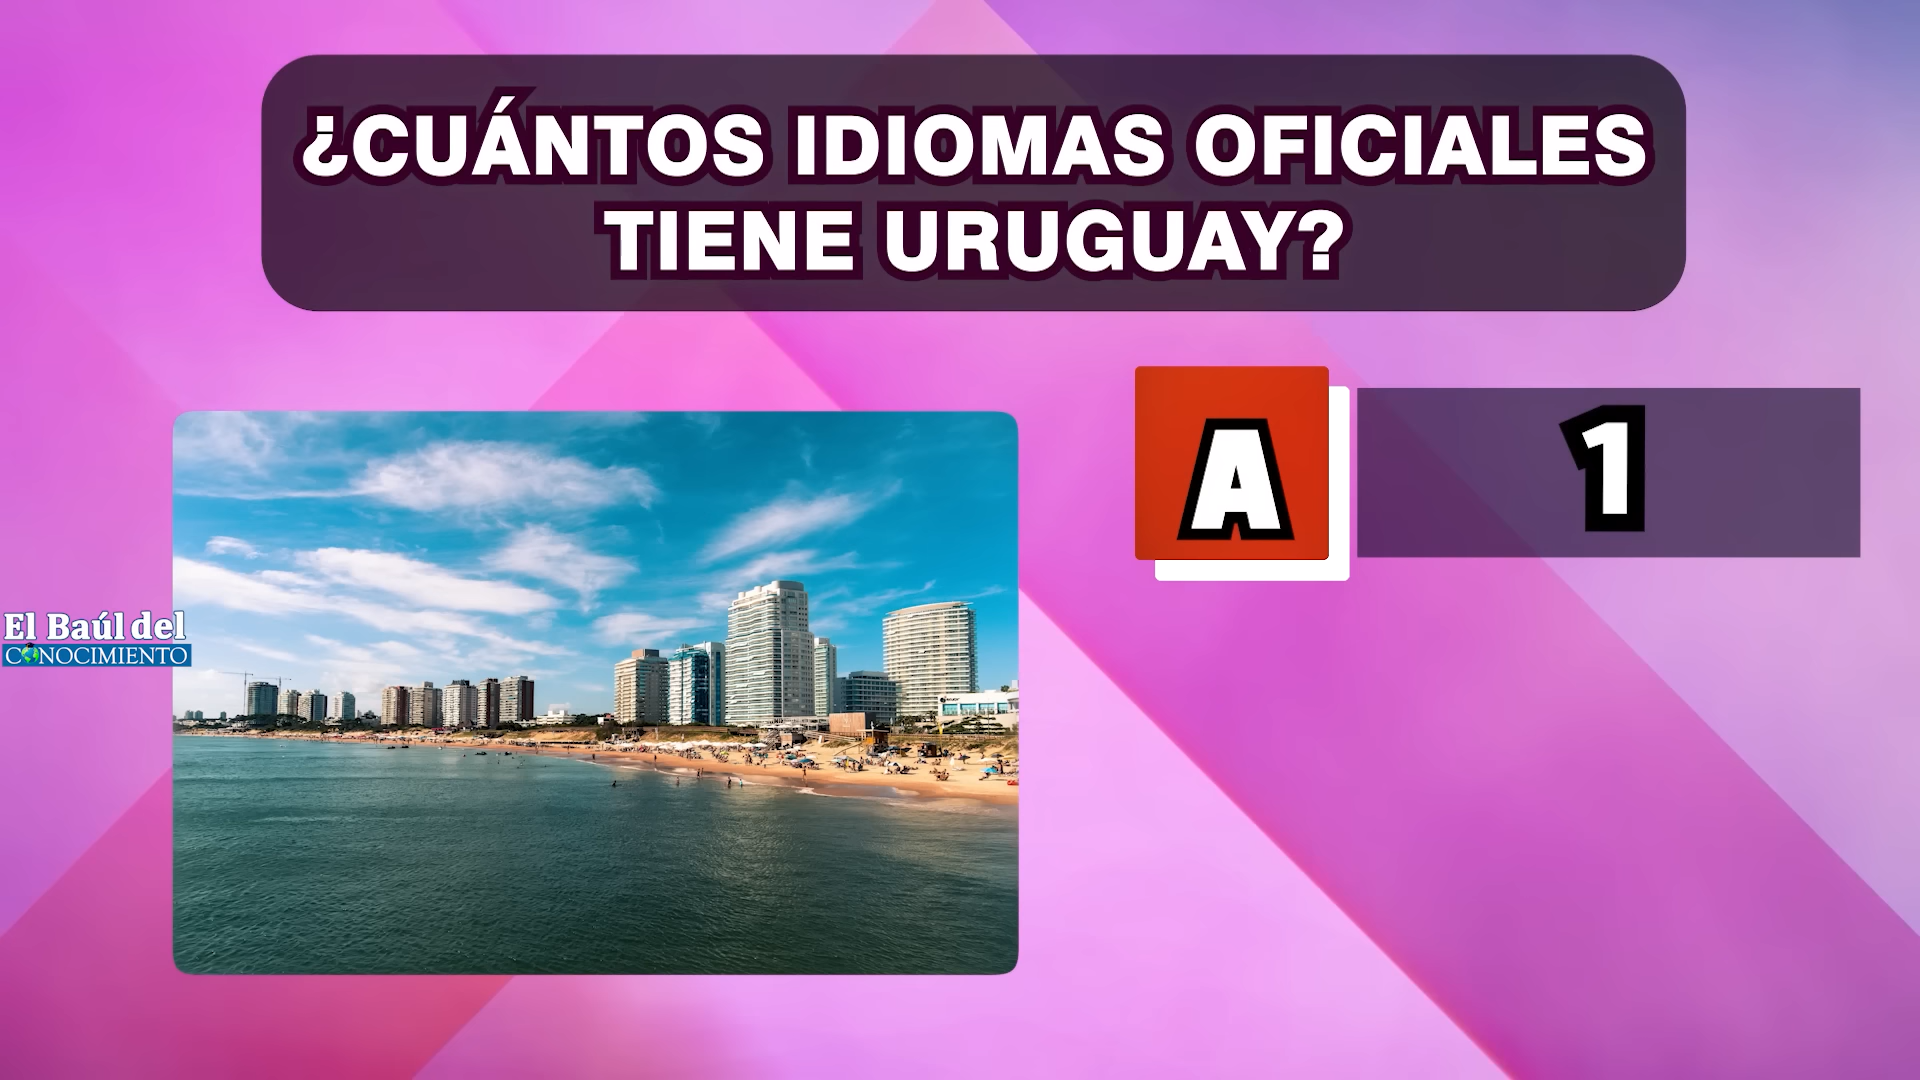 ¿CUÁNTOS IDIOMAS OFICIALES
TIENE URUGUAY?
A
1
El Baúl del
CONOCIMIENTO